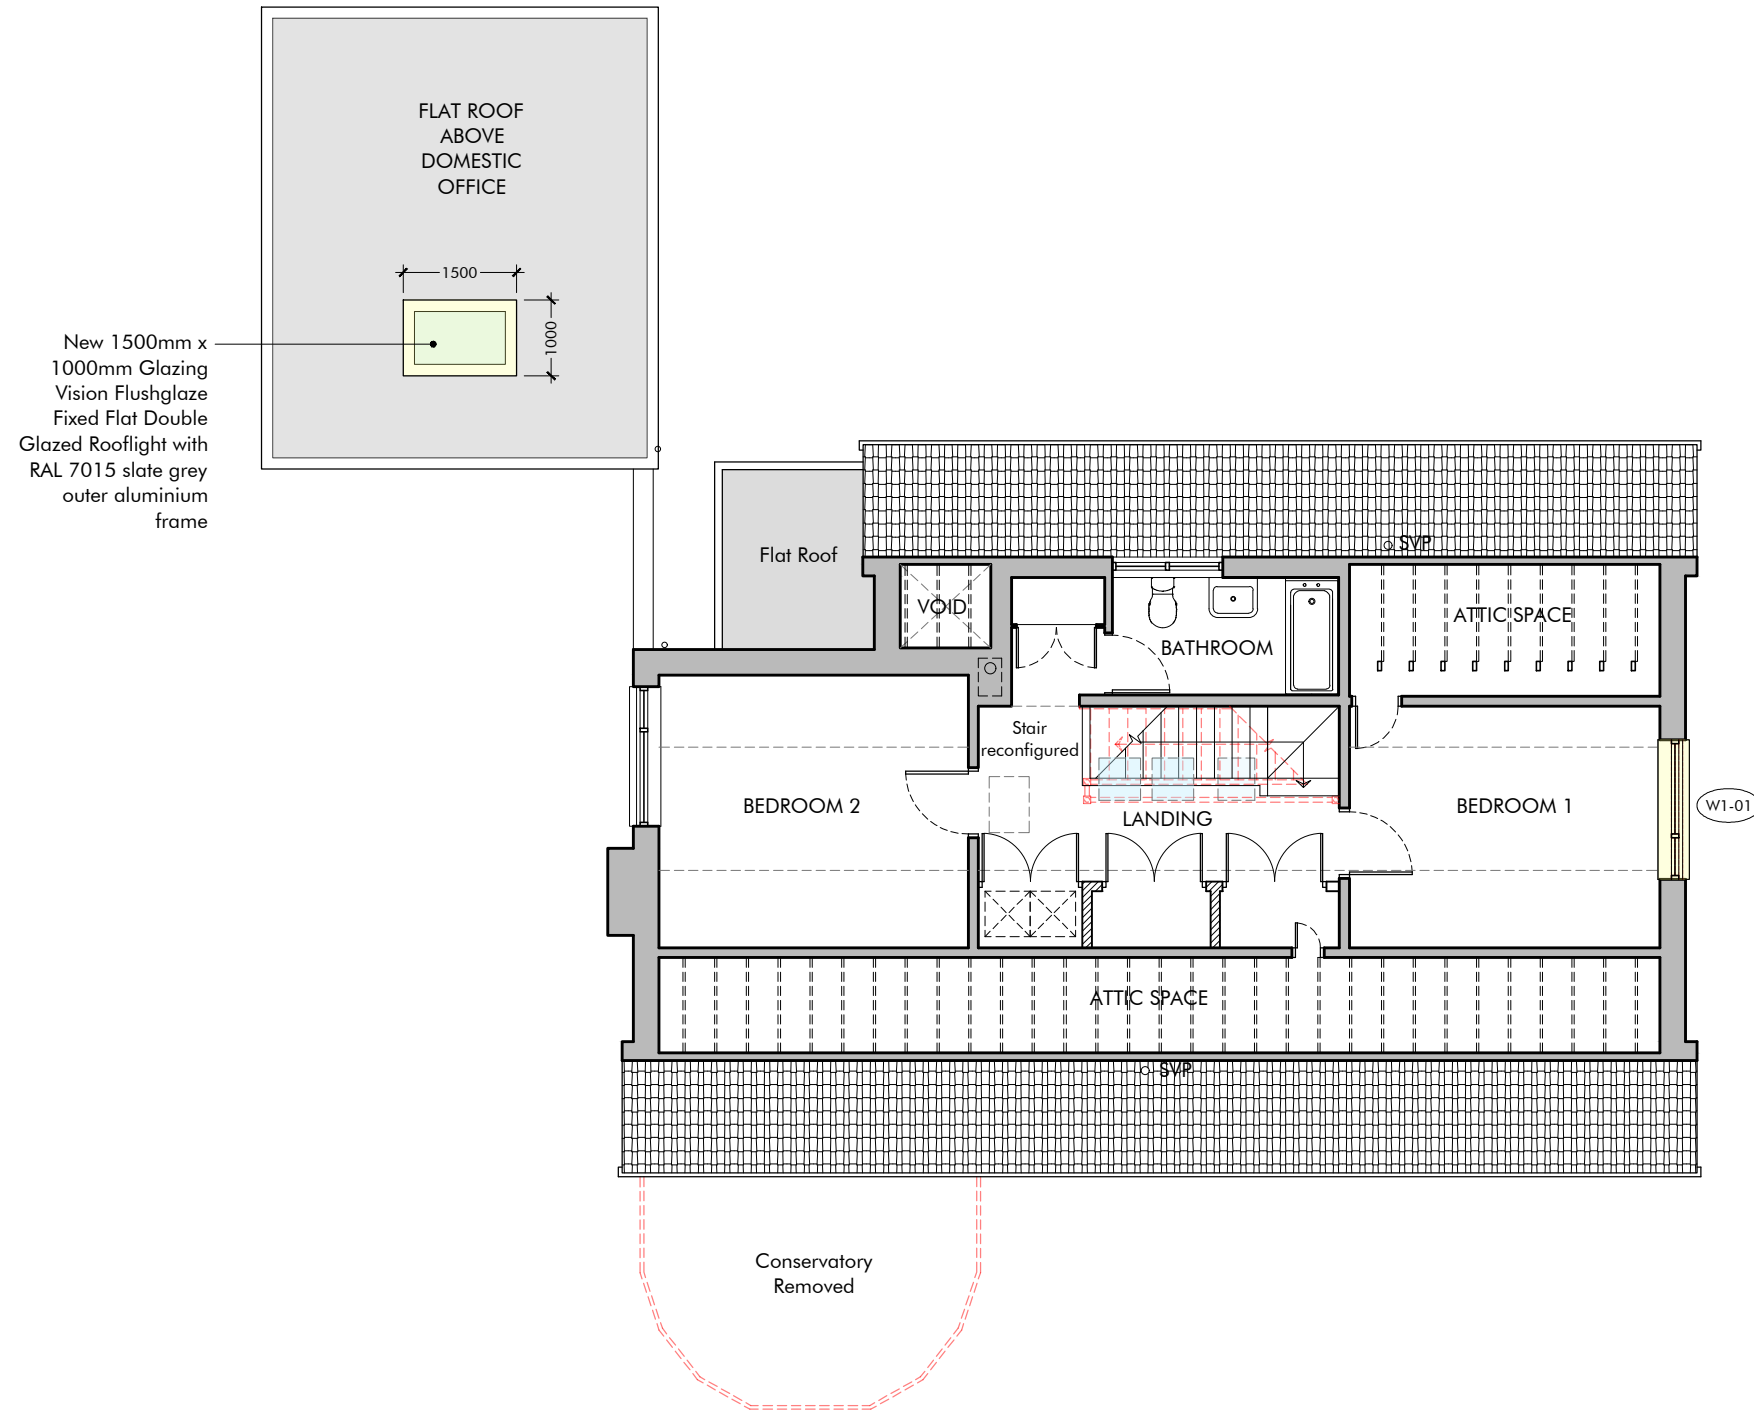 FLAT ROOF
ABOVE
DOMESTIC
OFFICE
1500
1000
New 1500mm x
1000mm Glazing
Vision Flushglaze
Fixed Flat Double
Glazed Rooflight with
RAL 7015 slate grey
outer aluminium
frame
Flat Roof
SVP
VOID
BATHROOM
ATTIC SPACE
Stair
reconfigured
BEDROOM 2
LANDING
BEDROOM 1
W1-01
ATTIC SPACE
SVP
Conservatory
Removed